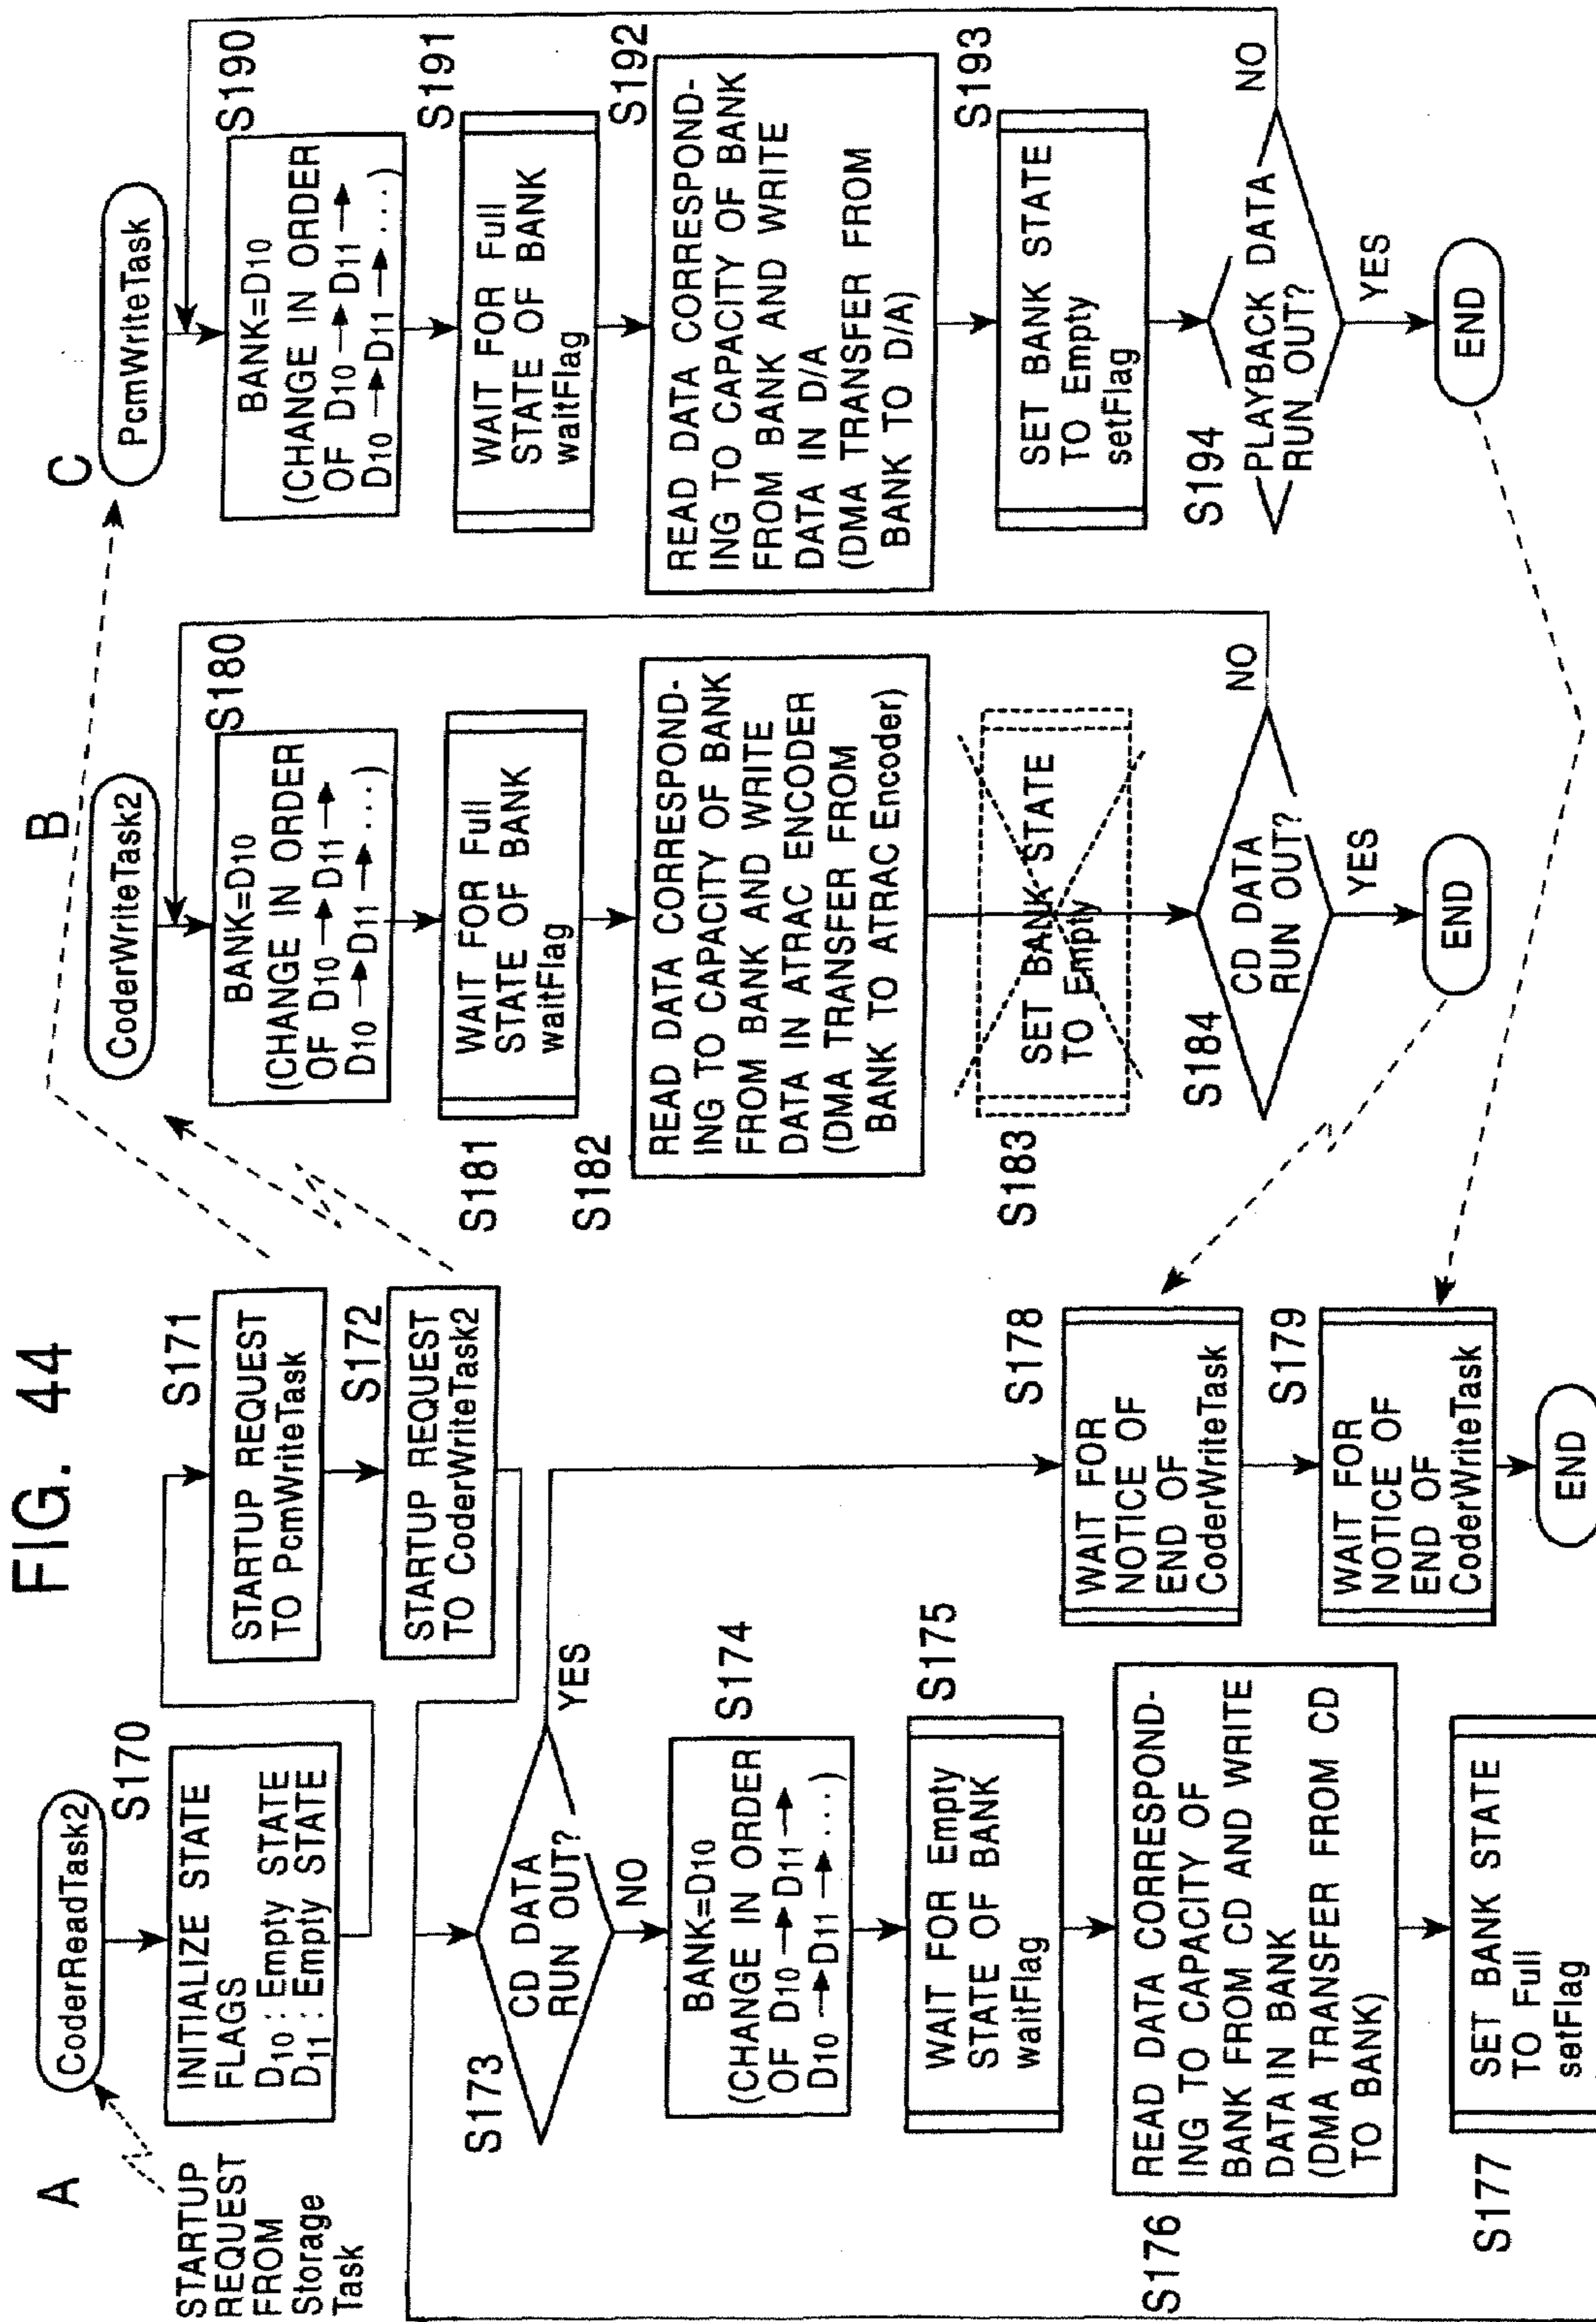 FIG. 44
A
STARTUP
REQUEST
FROM
Storage
Task
CoderReadTask2
S170
INITIALIZE STATE
FLAGS
D10 : Empty STATE
D11 : Empty STATE
S171
STARTUP REQUEST
TO PcmWriteTask
S172
STARTUP REQUEST
TO CoderWriteTask2
S173
CD DATA
RUN OUT?
YES
NO
S174
BANK=D10
(CHANGE IN ORDER
OF D10 → D11 →
D10 → D11 → ....)
S175
WAIT FOR Empty
STATE OF BANK
waitFlag
S176
READ DATA CORRESPOND-
ING TO CAPACITY OF
BANK FROM CD AND WRITE
DATA IN BANK
(DMA TRANSFER FROM CD
TO BANK)
S177
SET BANK STATE
TO Full
setFlag
S178
WAIT FOR
NOTICE OF
END OF
CoderWriteTask
S179
WAIT FOR
NOTICE OF
END OF
CoderWriteTask
END
B
CoderWriteTask2
S180
BANK=D10
(CHANGE IN ORDER
OF D10 → D11 →
D10 → D11 → ....)
S181
WAIT FOR Full
STATE OF BANK
waitFlag
S182
READ DATA CORRESPOND-
ING TO CAPACITY OF BANK
FROM BANK AND WRITE
DATA IN ATRAC ENCODER
(DMA TRANSFER FROM
BANK TO ATRAC Encoder)
S183
SET BANK STATE
TO Empty
S184
CD DATA
RUN OUT?
NO
YES
END
C
PcmWriteTask
S190
BANK=D10
(CHANGE IN ORDER
OF D10 → D11 →
D10 → D11 → ....)
S191
WAIT FOR Full
STATE OF BANK
waitFlag
S192
READ DATA CORRESPOND-
ING TO CAPACITY OF BANK
FROM BANK AND WRITE
DATA IN D/A
(DMA TRANSFER FROM
BANK TO D/A)
S193
SET BANK STATE
TO Empty
setFlag
S194
PLAYBACK DATA
RUN OUT?
NO
YES
END